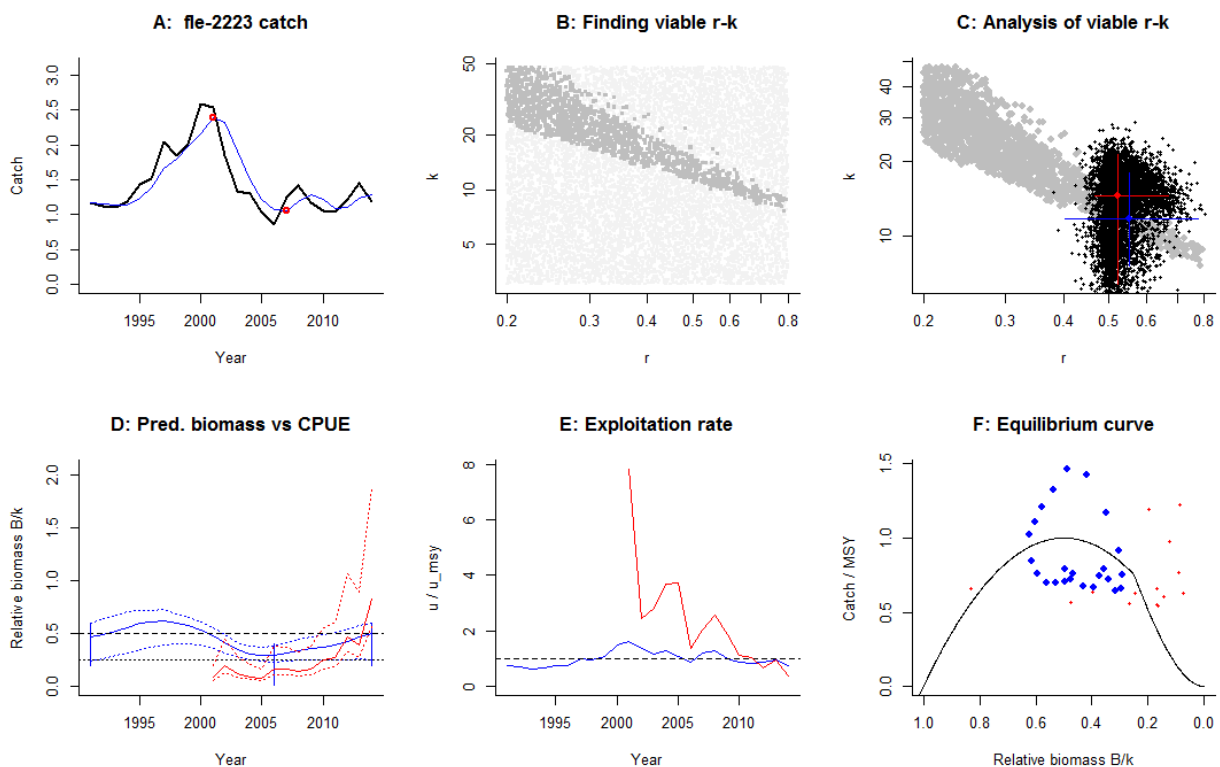 A: fle-2223 catch
B: Finding viable r-k
C: Analysis of viable r-k
Catch
0.0 0.5 1.0 1.5 2.0 2.5 3.0
1995 2000 2005 2010
Year
k
5 10 20 50
0.2 0.3 0.4 0.5 0.6 0.8
r
k
10 20 30 40
0.2 0.3 0.4 0.5 0.6 0.8
r
D: Pred. biomass vs CPUE
E: Exploitation rate
F: Equilibrium curve
Relative biomass B/k
0.0 0.5 1.0 1.5 2.0
1995 2000 2005 2010
Year
u / u_msy
0 2 4 6 8
1995 2000 2005 2010
Year
Catch / MSY
0.0 0.5 1.0 1.5
1.0 0.8 0.6 0.4 0.2 0.0
Relative biomass B/k